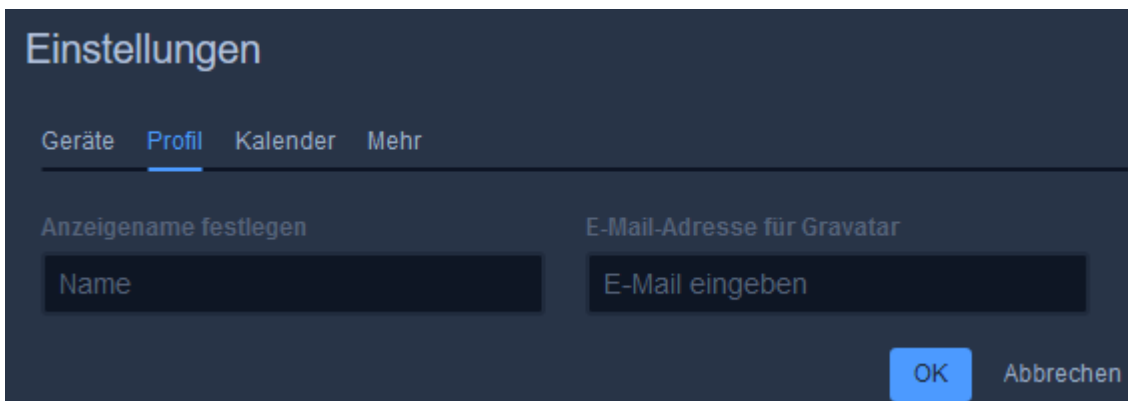 Einstellungen
Geräte Profil Kalender Mehr
Anzeigename festlegen E-Mail-Adresse für Gravatar
Name E-Mail eingeben
OK Abbrechen